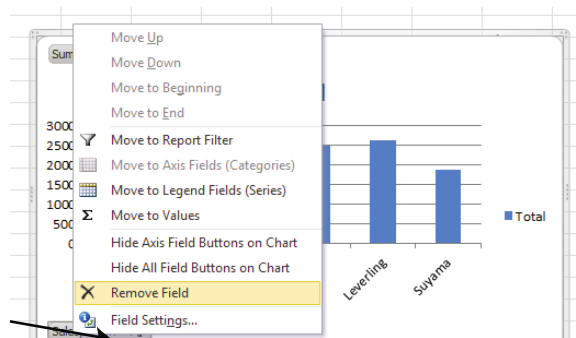 Move Up
Sum
Move Down
Move to Beginning
Move to End
3000
2500
Move to Report Filter
2000
Move to Axis Fields (Categories)
1500
Move to Legend Fields (Series)
1000
Σ Move to Values
Total
500
0
Hide Axis Field Buttons on Chart
Hide All Field Buttons on Chart
Leverling
Suyama
Remove Field
Field Settings...
Sales